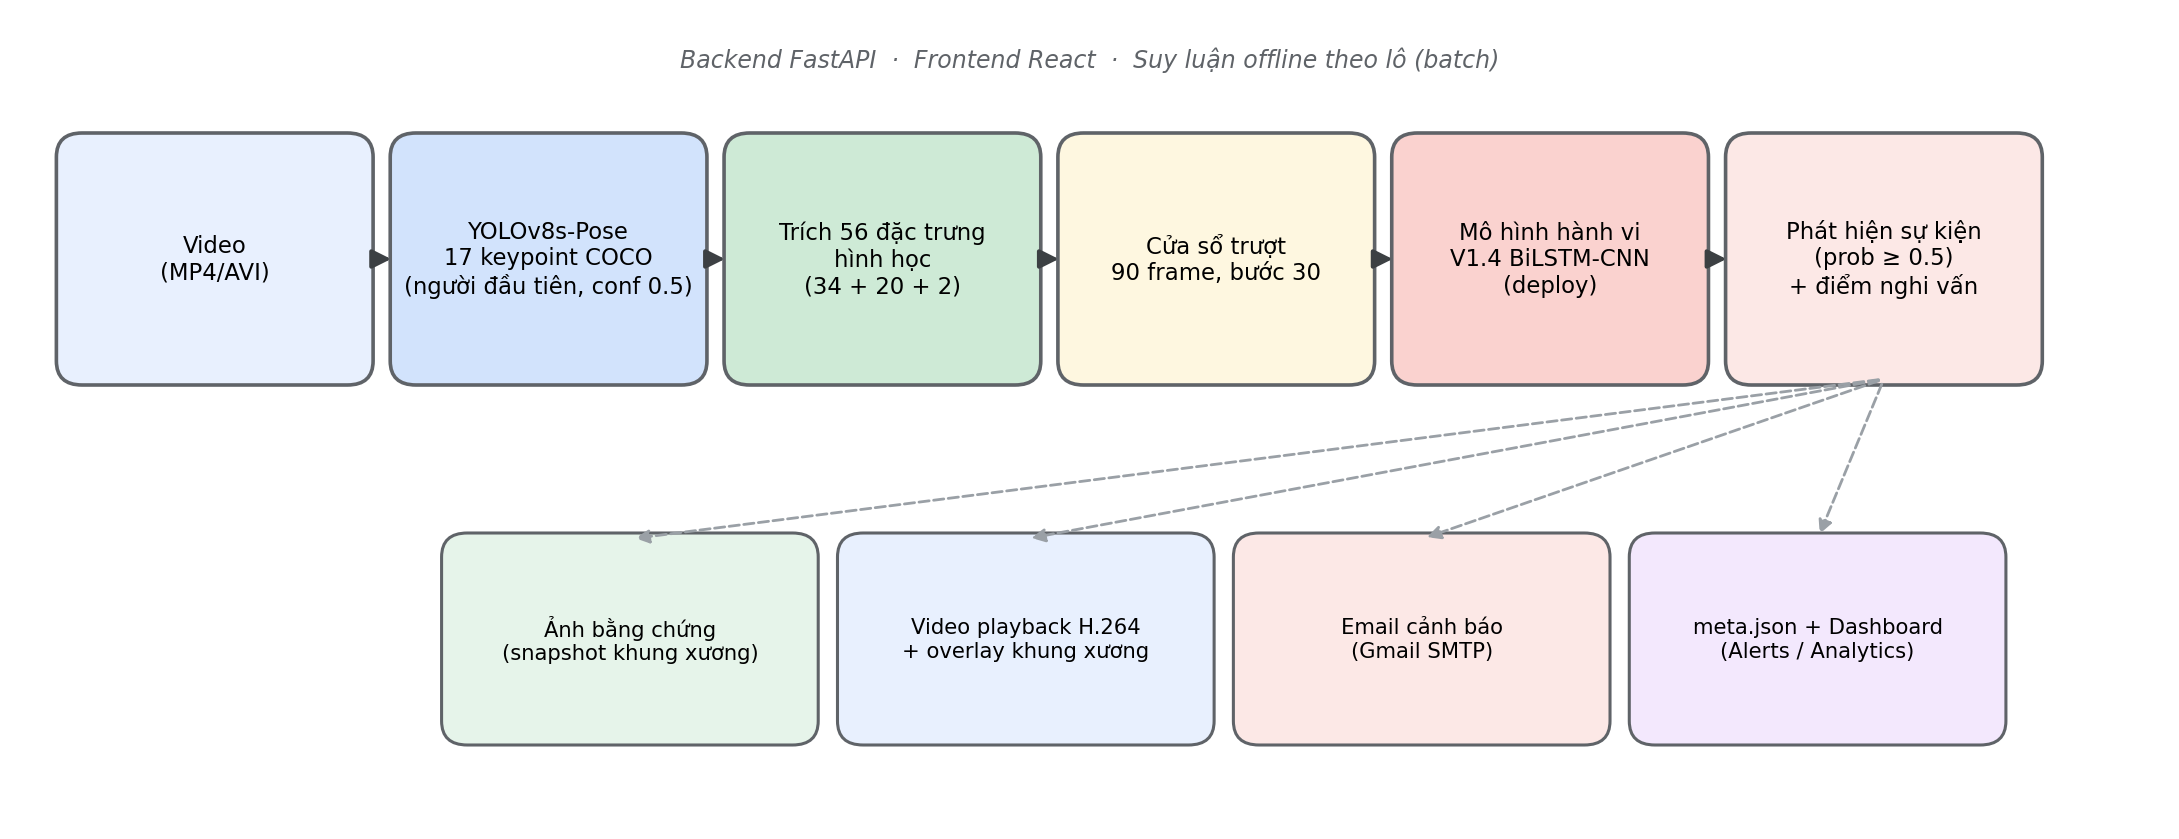 Backend FastAPI · Frontend React · Suy luận offline theo lô (batch)
Video
(MP4/AVI)
YOLOv8s-Pose
17 keypoint COCO
(người đầu tiên, conf 0.5)
Trích 56 đặc trưng
hình học
(34 + 20 + 2)
Cửa sổ trượt
90 frame, bước 30
Mô hình hành vi
V1.4 BiLSTM-CNN
(deploy)
Phát hiện sự kiện
(prob ≥ 0.5)
+ điểm nghi vấn
Ảnh bằng chứng
(snapshot khung xương)
Video playback H.264
+ overlay khung xương
Email cảnh báo
(Gmail SMTP)
meta.json + Dashboard
(Alerts / Analytics)